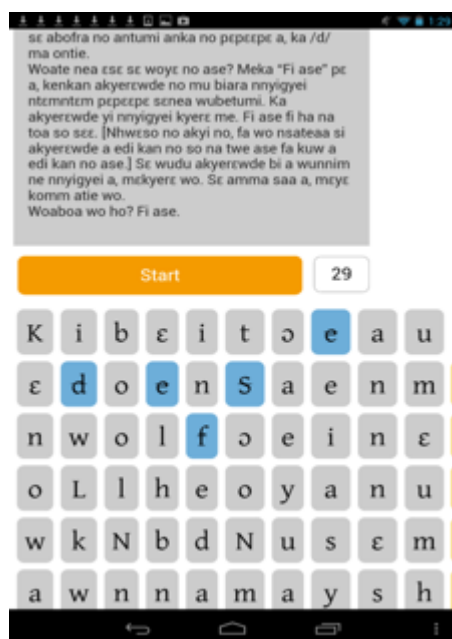 1:29
sɛ abofra no antumi anka no pɛpɛɛpɛ a, ka /d/
ma ontie.
Woate nea ɛsɛ sɛ woyɛ no ase? Meka "Fi ase" pɛ
a, kenkan akyerɛwde no mu biara nnyigyei
ntɛmntɛm pɛpɛɛpɛ sɛnea wubetumi. Ka
akyerɛwde yi nnyigyei kyerɛ me. Fi ase fi ha na
toa so sɛɛ. [Nhwɛso no akyi no, fa wo nsateaa si
akyerɛwde a edi kan no so na twe ase fa kuw a
edi kan no ase.] Sɛ wudu akyerɛwde bi a wunnim
ne nnyigyei a, mɛkyerɛ wo. Sɛ amma saa a, mɛyɛ
komm atie wo.
Woaboa wo ho? Fi ase.
Start 29
K i b ɛ i t ɔ e a u
ɛ d o e n S a e n m
n w o l f ɔ e i n ɛ
o L l h e o y a n u
w k N b d N u s ɛ m
a w n n a m a y s h